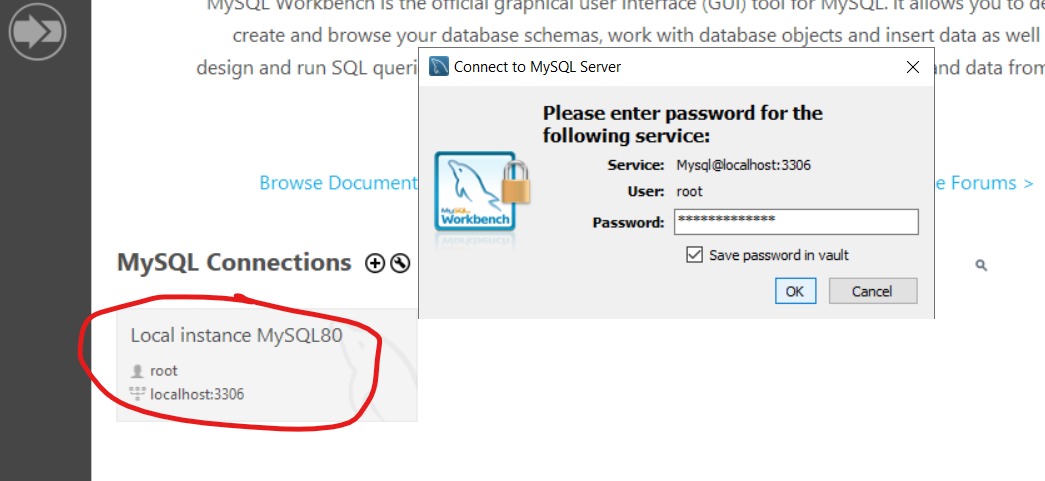 MySQL Workbench is the official graphical user interface (GUI) tool for MySQL. It allows you to de
create and browse your database schemas, work with database objects and insert data as well
design and run SQL queri
and data from
Connect to MySQL Server
Please enter password for the
following service:
Service: Mysql@localhost:3306
User: root
Password: *************
Save password in vault
OK Cancel
MySQL
Workbench
Browse Document
e Forums >
MySQL Connections
Local instance MySQL80
root
localhost:3306